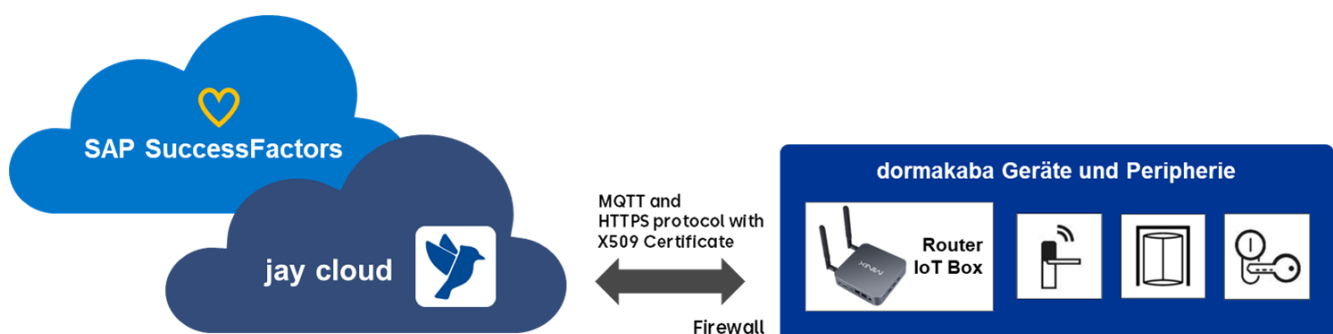 SAP SuccessFactors
jay cloud
MQTT and
HTTPS protocol with
X509 Certificate
Firewall
dormakaba Geräte und Peripherie
MINIX
Router
IoT Box